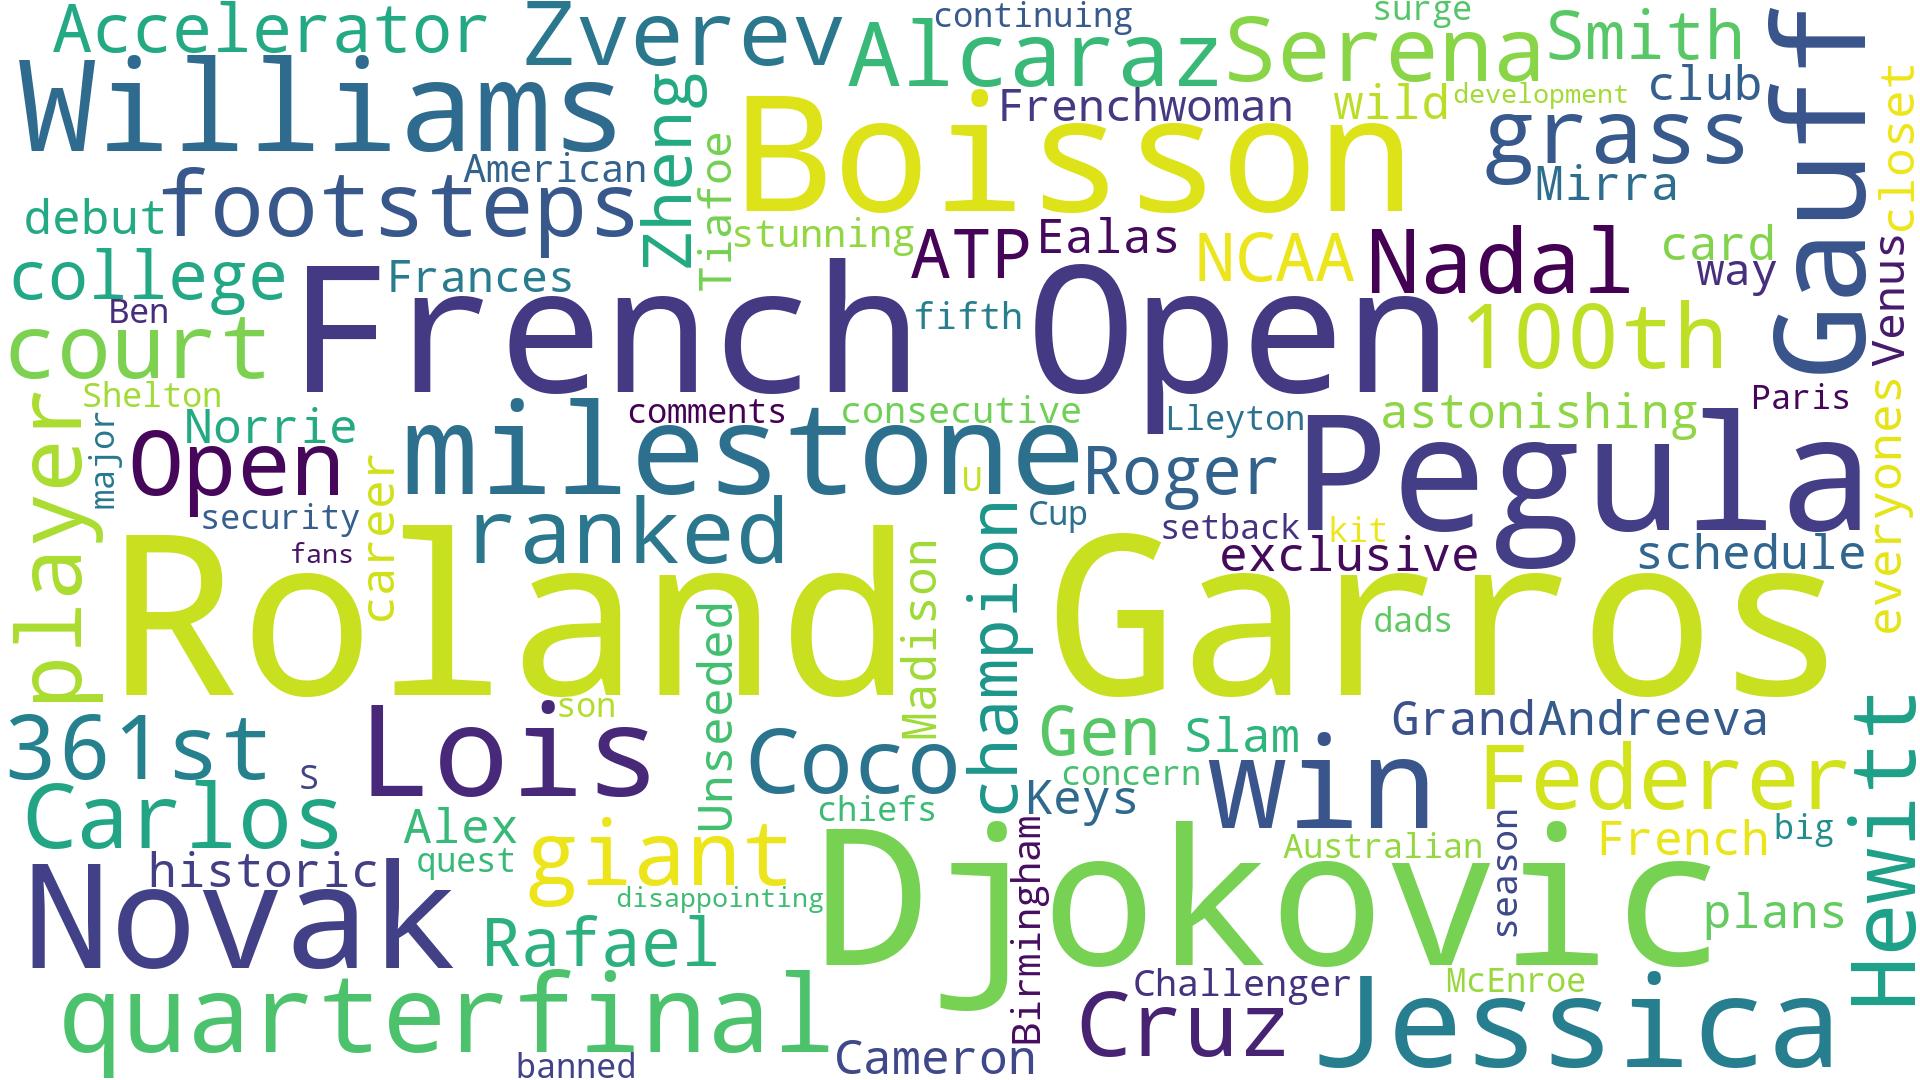 Accelerator
Zverev
continuing
surge
Alcaraz
Serena
Smith
Gauff
Williams
Zheng
Boisson
Frenchwoman
wild
development
club
closet
American
footsteps
Tiafoe
grass
Mirra
debut
stunning
ATP
Ealas
NCAA
Nadal
card
way
Venus
college
Frances
Ben
French Open
fifth
100th
court
Shelton
comments
consecutive
Lleyton
astonishing
Paris
everyones
player
major
Norrie
Open
career
milestone
U
Roger
Pegula
security
ranked
Cup
setback
kit
fans
exclusive
schedule
Roland Garros
Madison
champion
dads
Unseeded
son
361st
Lois
Coco
Gen
Slam
GrandAndreeva
Hewitt
S
concern
Keys
win
Federer
Carlos
Alex
chiefs
quest
giant
Birmingham
Australian
season
French
big
historic
Novak
disappointing
Djokovic
plans
Rafael
quarterfinal
Challenger
McEnroe
Cruz
Jessica
banned
Cameron